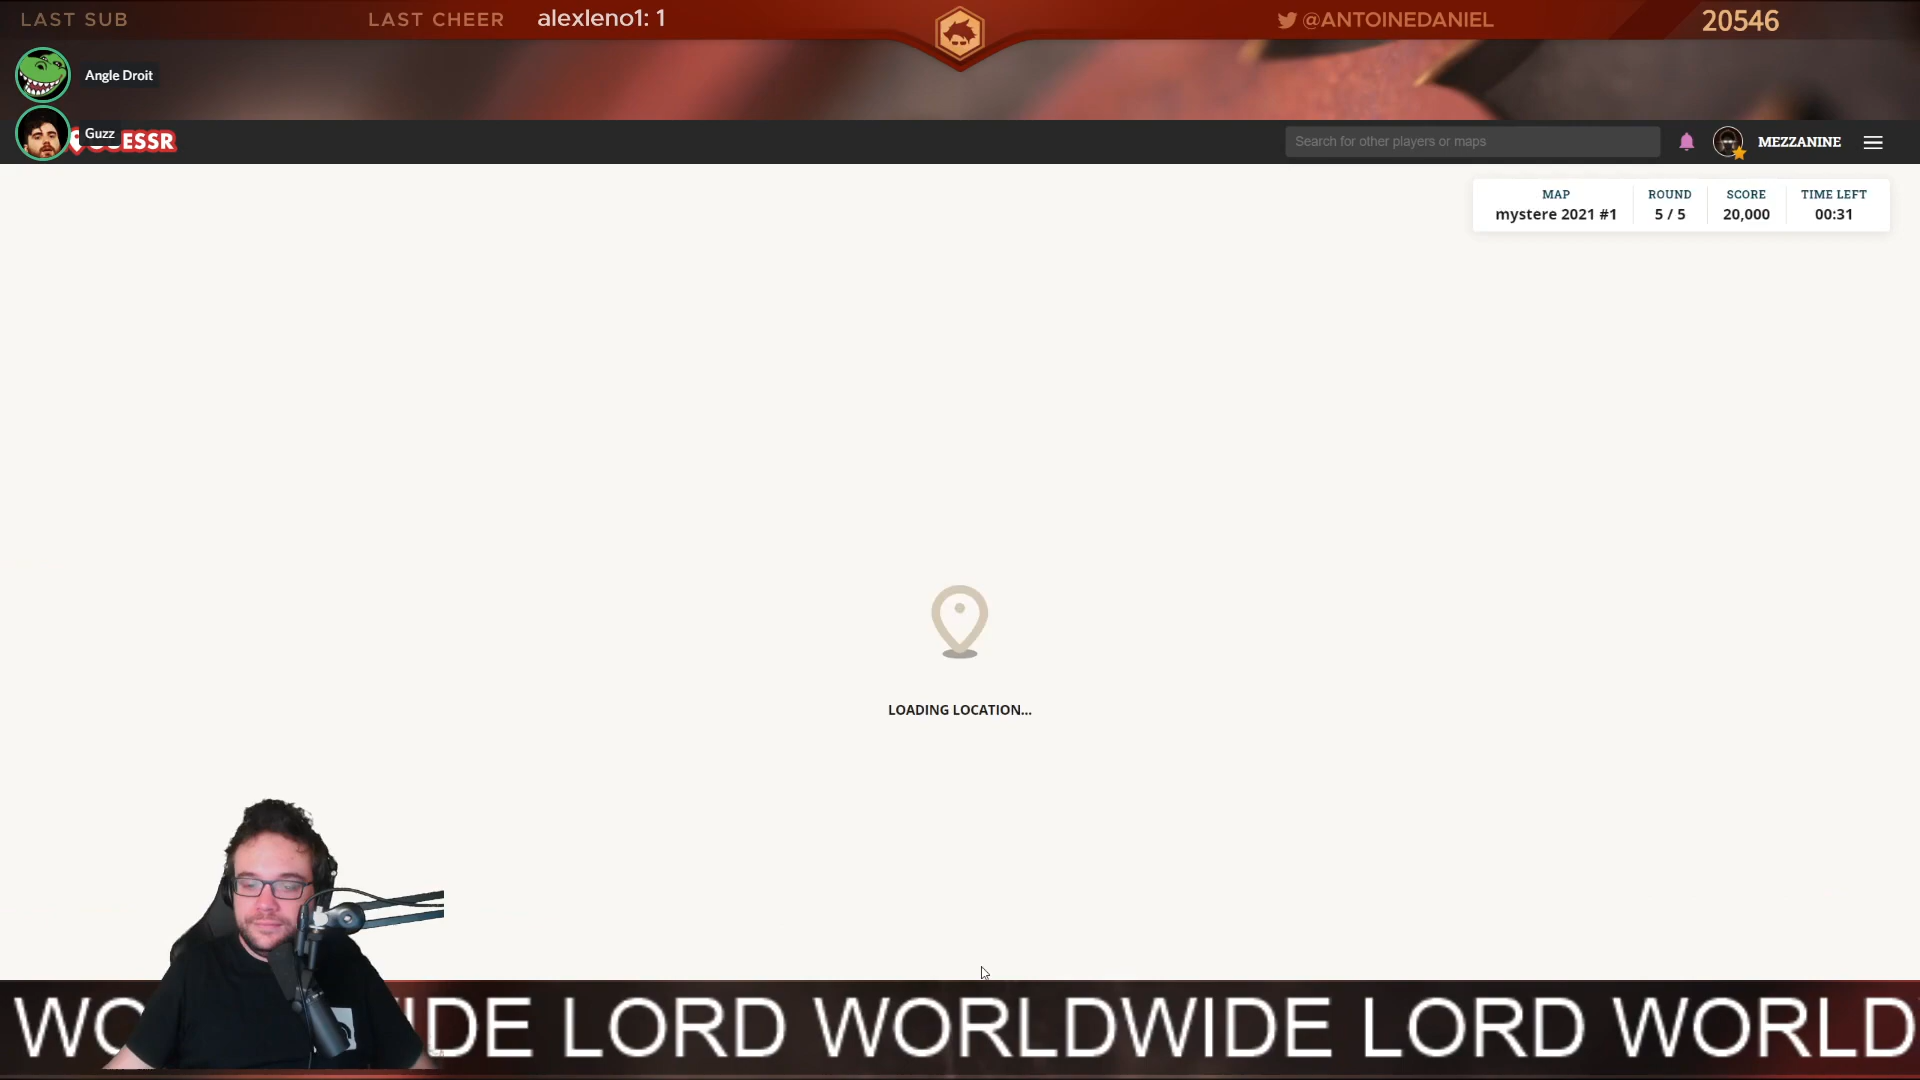 LAST SUB
LAST CHEER alexleno1: 1
@ANTOINEDANIEL
20546
Angle Droit
Guzz
ESSR
Search for other players or maps
MEZZANINE
MAP ROUND SCORE TIME LEFT
mystere 2021 #1 5 / 5 20,000 00:31
LOADING LOCATION...
WO IDE LORD WORLDWIDE LORD WORLD